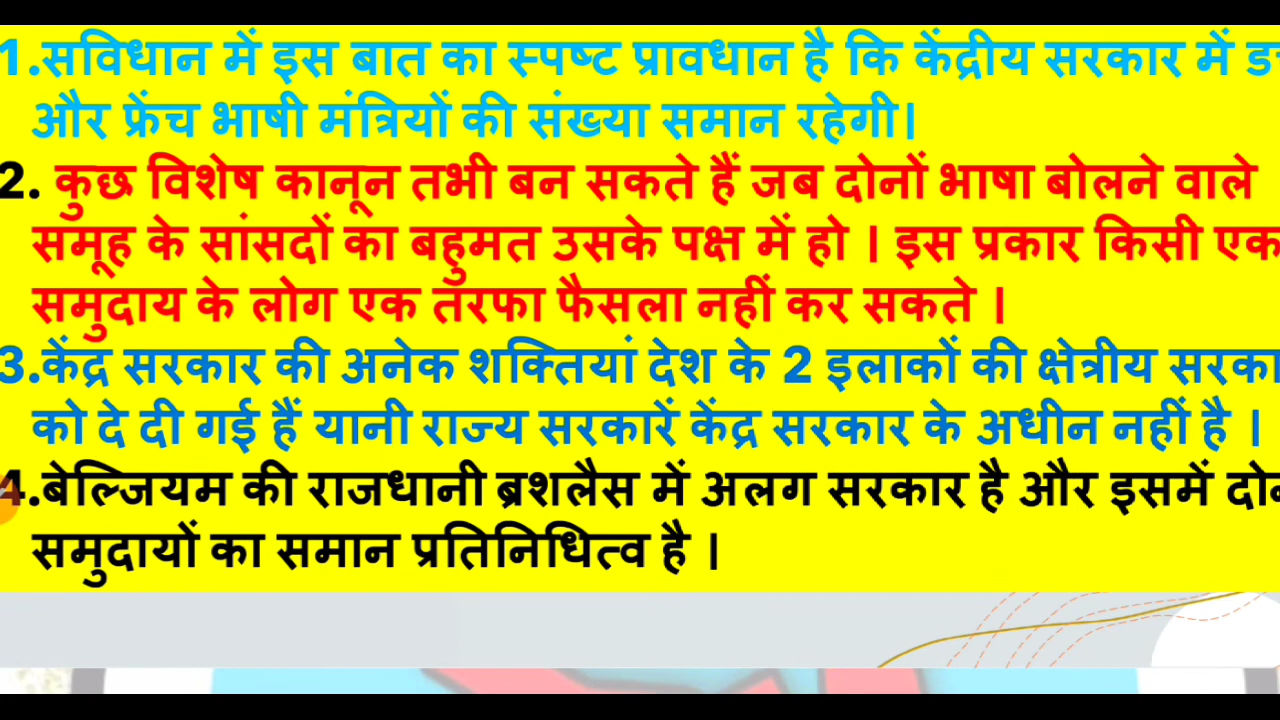 1.सविधान में इस बात का स्पष्ट प्रावधान है कि केंद्रीय सरकार में
और फ्रेंच भाषी मंत्रियों की संख्या समान रहेगी।
2. कुछ विशेष कानून तभी बन सकते हैं जब दोनों भाषा बोलने वाले
समूह के सांसदों का बहुमत उसके पक्ष में हो । इस प्रकार किसी एक
समुदाय के लोग एक तरफा फैसला नहीं कर सकते ।
3.केंद्र सरकार की अनेक शक्तियां देश के 2 इलाकों की क्षेत्रीय
को दे दी गई हैं यानी राज्य सरकारें केंद्र सरकार के अधीन नहीं है ।
4.बेल्जियम की राजधानी ब्रशलैस में अलग सरकार है और इसमें
समुदायों का समान प्रतिनिधित्व है ।